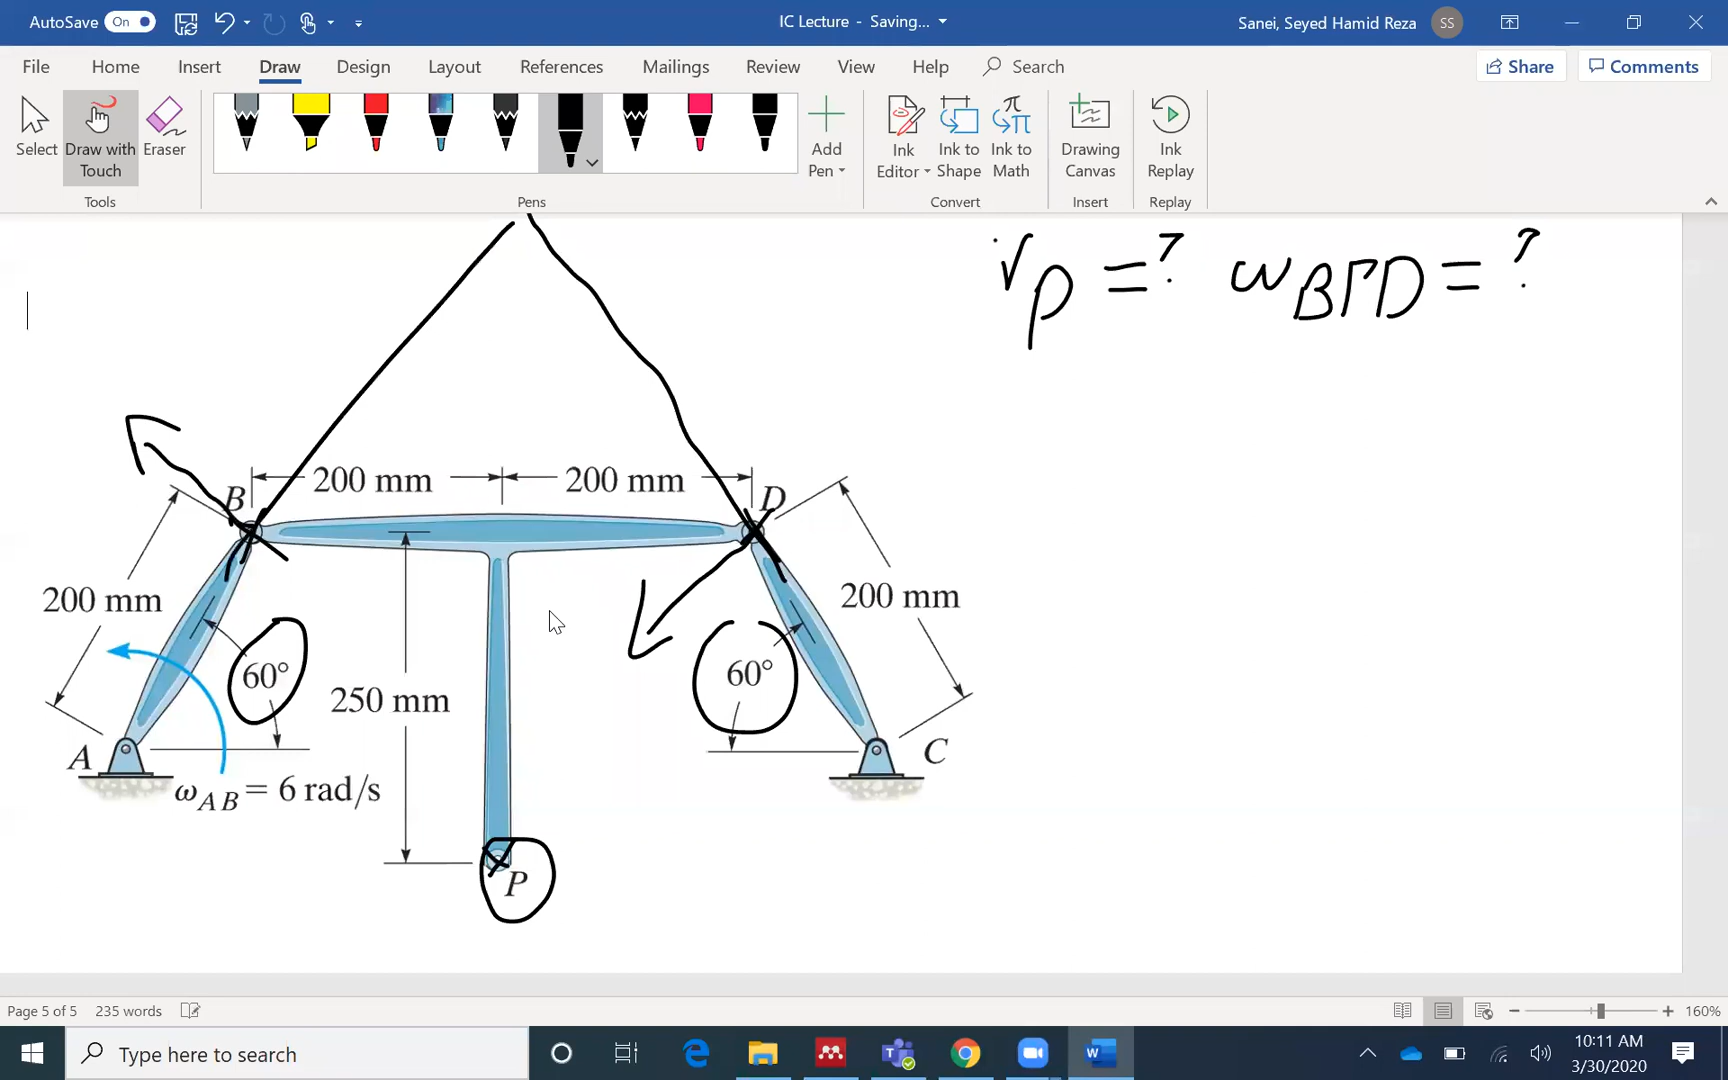 AutoSave On
IC Lecture - Saving...
Sanei, Seyed Hamid Reza SS
File Home Insert Draw Design Layout References Mailings Review View Help Search Share Comments
Select
Draw with Touch
Eraser
Add Pen
Ink Editor
Ink to Shape
Ink to Math
Drawing Canvas
Ink Replay
Tools Pens Convert Insert Replay
VP =? ωBPD = ?
200 mm 200 mm
B D
200 mm 200 mm
60° 60°
250 mm
A C
ωAB = 6 rad/s
P
Page 5 of 5 235 words 160%
Type here to search
10:11 AM
3/30/2020